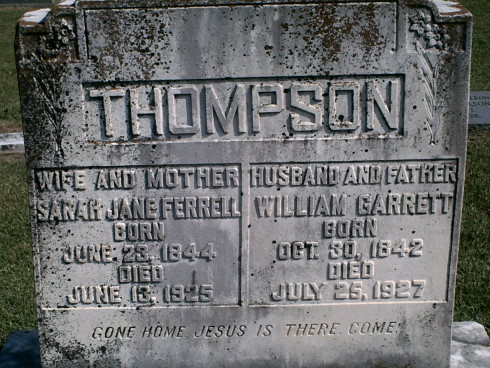 THOMPSON
WIFE AND MOTHER
SARAH JANE FERRELL
BORN
JUNE 23, 1844
DIED
JUNE 13, 1925
HUSBAND AND FATHER
WILLIAM GARRETT
BORN
OCT. 30, 1842
DIED
JULY 25, 1927
GONE HOME. JESUS IS THERE. COME!